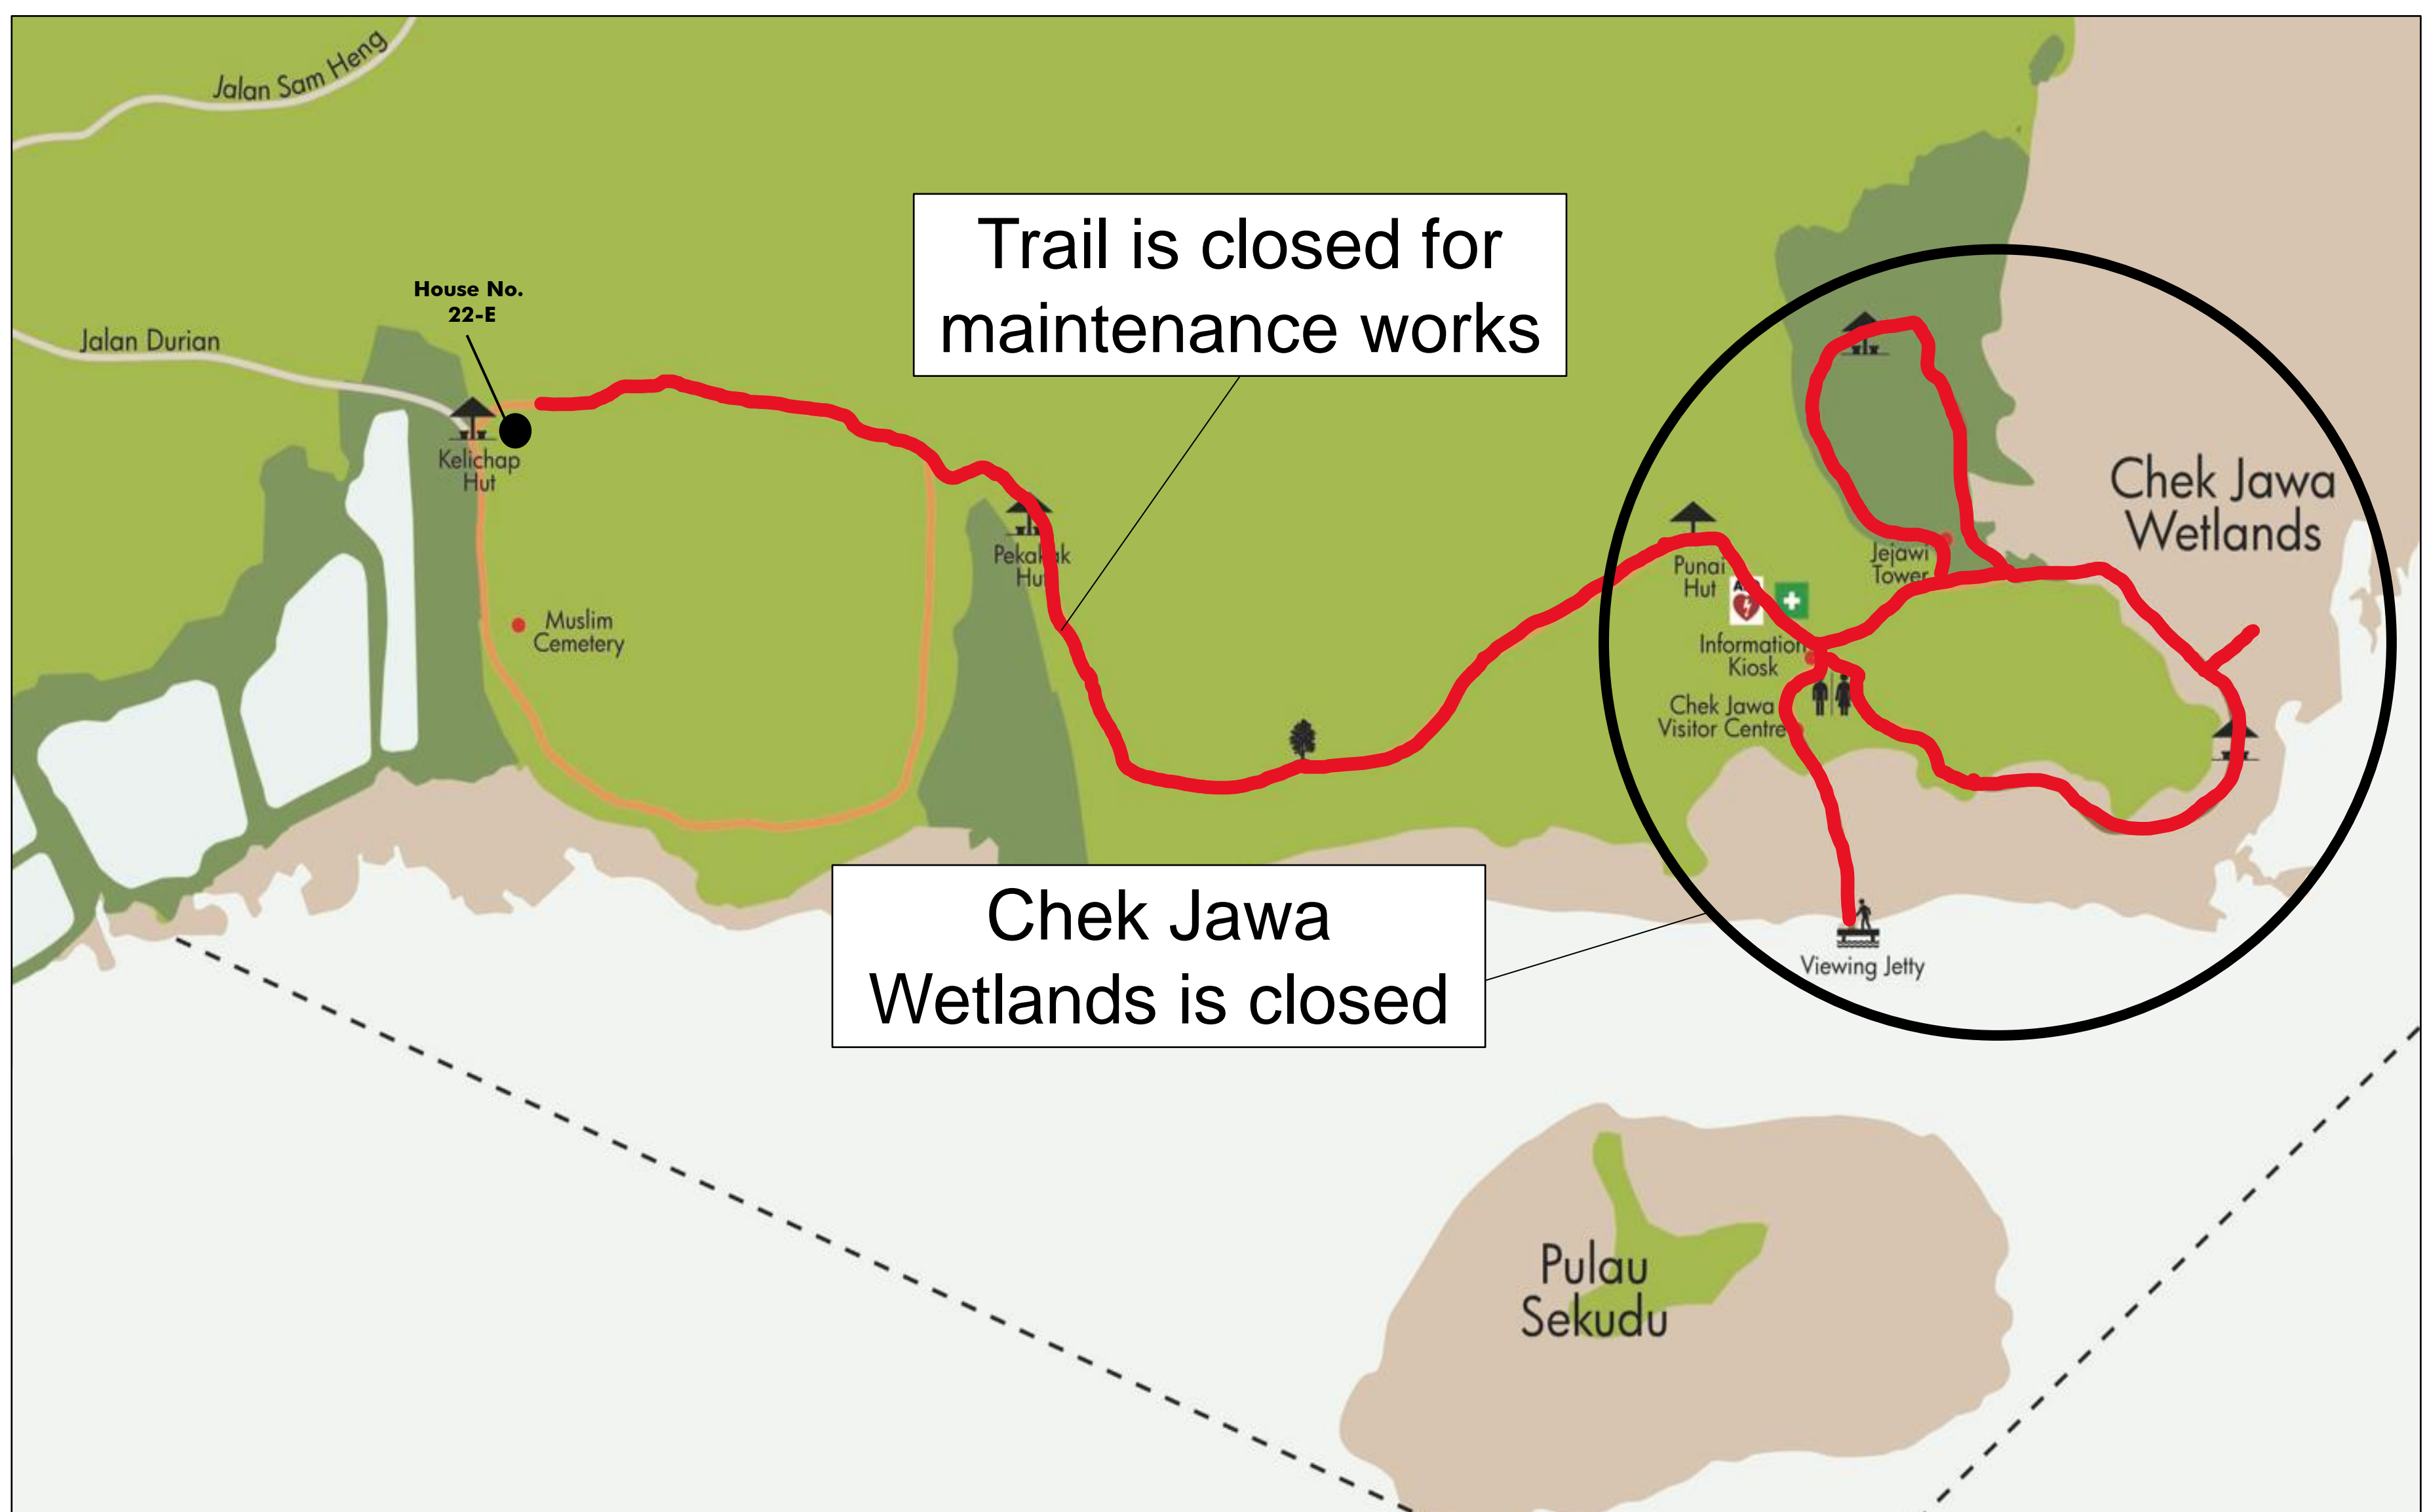 Jalan Sam Heng
Trail is closed for
maintenance works
House No.
22-E
Jalan Durian
Kelichap
Hut
Pekakak
Hut
Muslim
Cemetery
Chek Jawa
Wetlands
Jejawi
Tower
Punai
Hut
AED
Information
Kiosk
Chek Jawa
Visitor Centre
Chek Jawa
Wetlands is closed
Viewing Jetty
Pulau
Sekudu